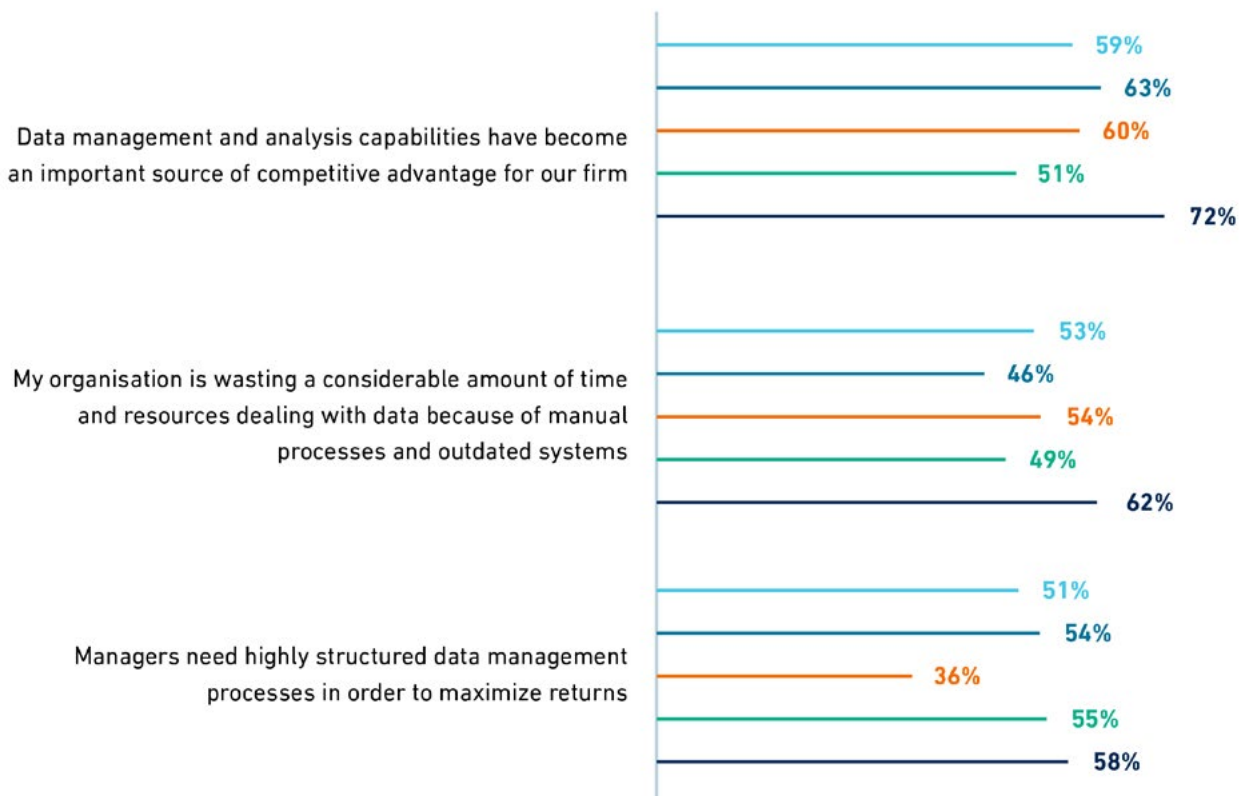 59%
63%
Data management and analysis capabilities have become
60%
an important source of competitive advantage for our firm
51%
72%
53%
My organisation is wasting a considerable amount of time
46%
and resources dealing with data because of manual
54%
processes and outdated systems
49%
62%
51%
54%
Managers need highly structured data management
36%
processes in order to maximize returns
55%
58%